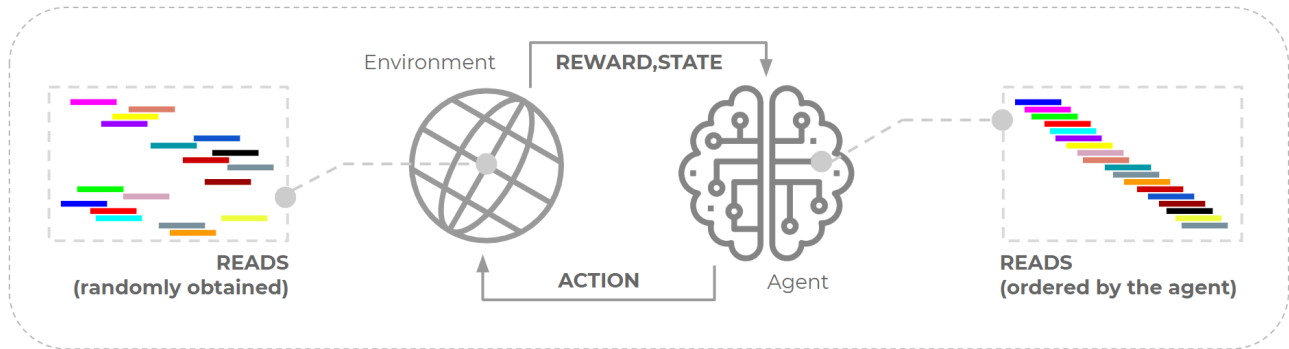 Environment
REWARD,STATE
READS
(randomly obtained)
ACTION
Agent
READS
(ordered by the agent)